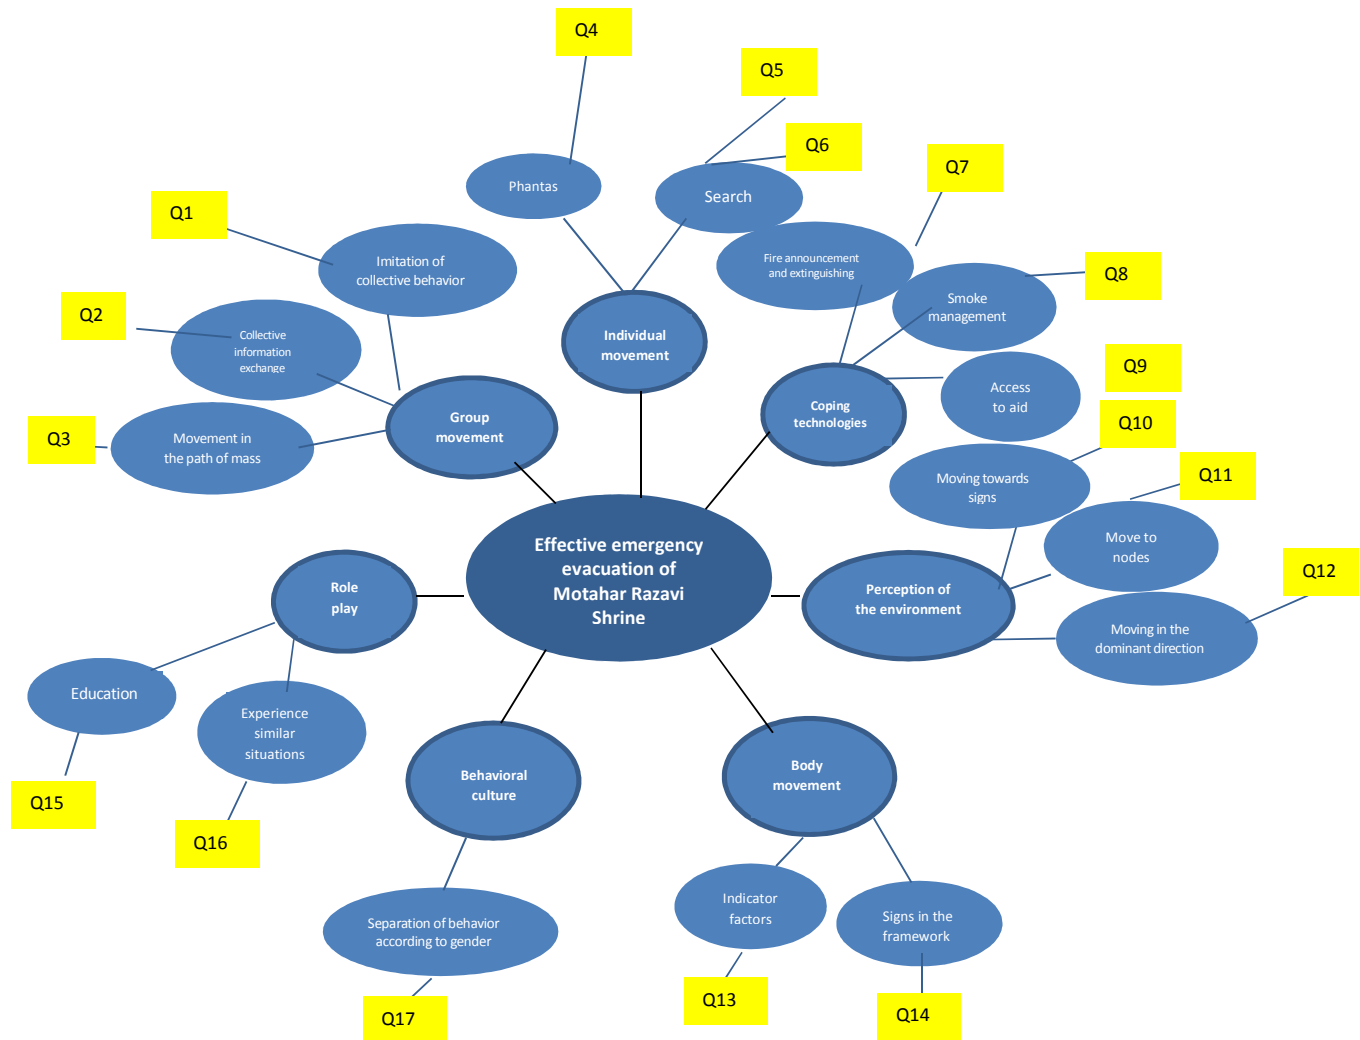 Q4
Q5
Q6
Q7
Phantas
Search
Q1
Imitation of
collective behavior
Fire announcement
and extinguishing
Q8
Smoke
management
Q2
Collective
information
exchange
Individual
movement
Q9
Access
to aid
Q10
Coping
technologies
Group
movement
Q3
Movement in
the path of mass
Moving towards
signs
Q11
Move to
nodes
Effective emergency
evacuation of
Motahar Razavi
Shrine
Q12
Role
play
Perception of
the environment
Moving in the
dominant direction
Education
Experience
similar
situations
Q15
Q16
Behavioral
culture
Body
movement
Indicator
factors
Signs in the
framework
Separation of behavior
according to gender
Q13
Q14
Q17